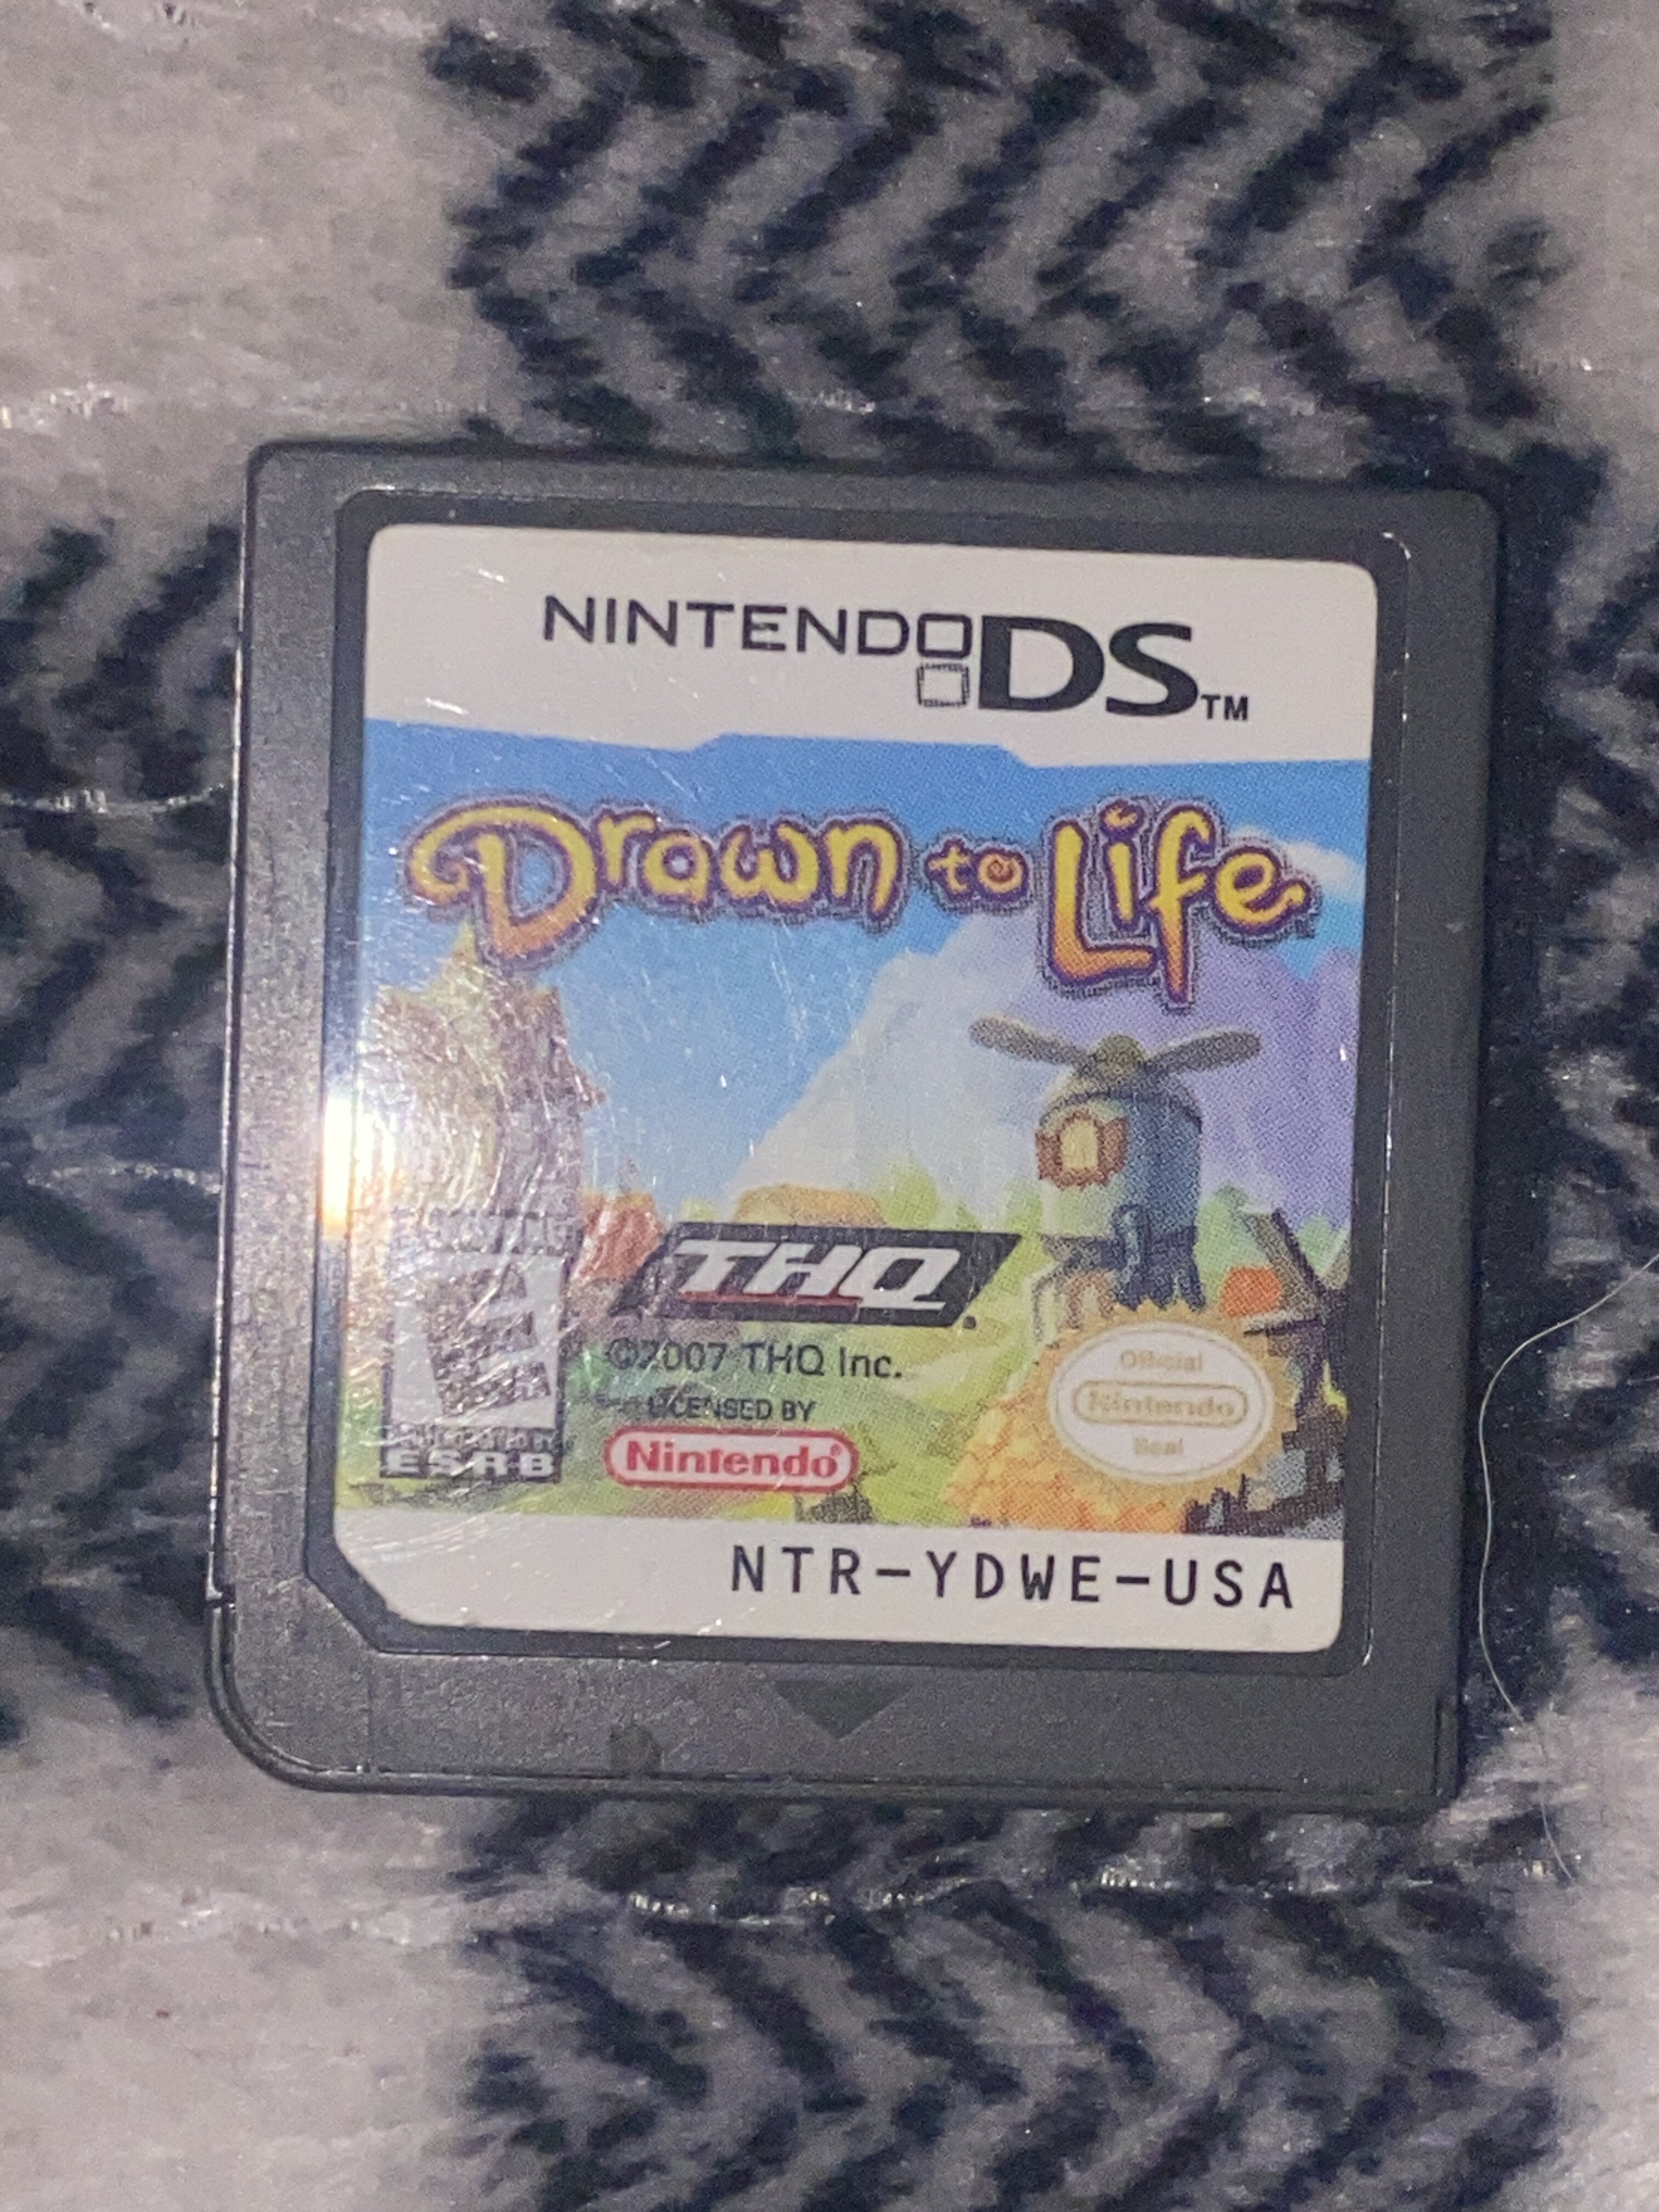 NINTENDO DS™
Drawn to Life
THQ
©2007 THQ Inc.
LICENSED BY
Nintendo®
E
ESRB
Official
Nintendo
Seal
NTR-YDWE-USA